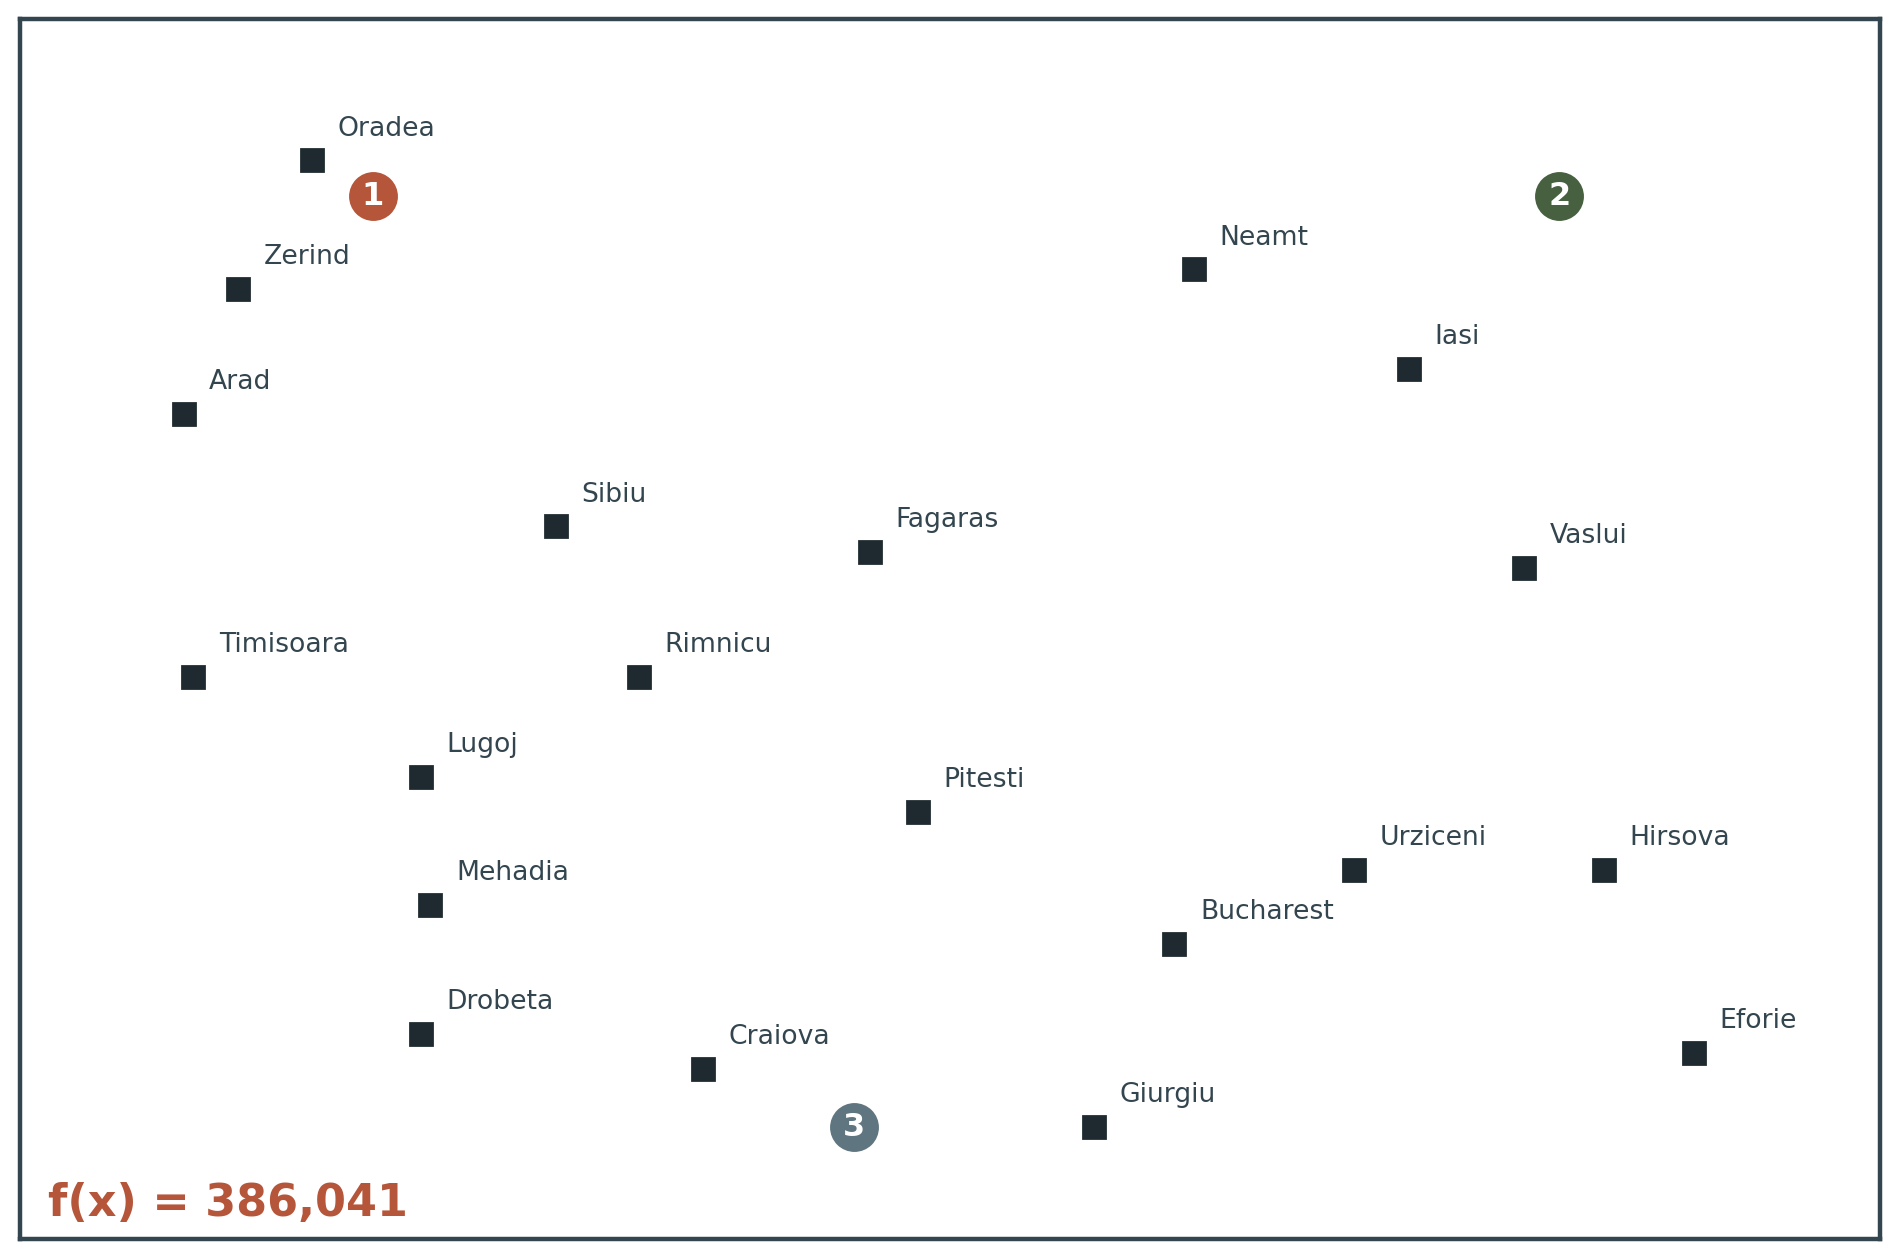 Oradea
1
2
Zerind
Neamt
Iasi
Arad
Sibiu
Fagaras
Vaslui
Timisoara
Rimnicu
Lugoj
Pitesti
Urziceni
Hirsova
Mehadia
Bucharest
Drobeta
Eforie
Craiova
Giurgiu
3
f(x) = 386,041